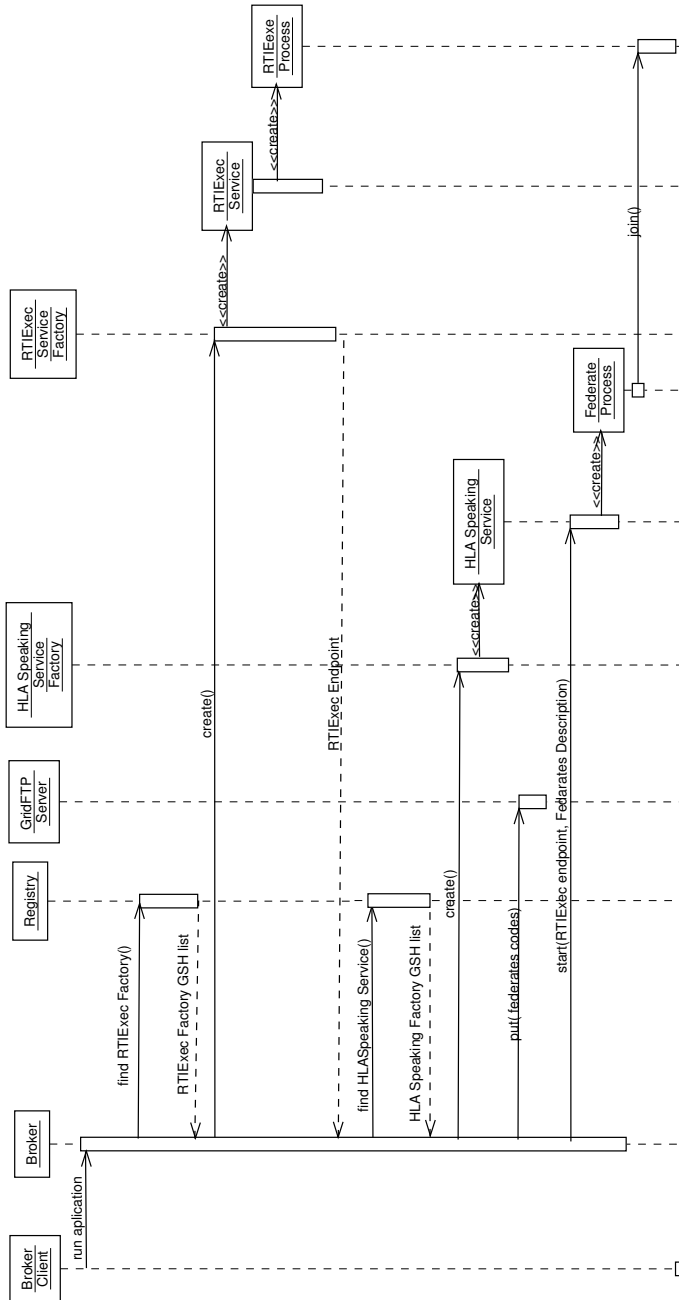 Broker
Client
Broker
Registry
GridFTP
Server
HLA Speaking
Service
Factory
RTIExec
Service
Factory
run aplication
find RTIExec Factory()
RTIExec Factory GSH list
create()
<<create>>
RTIExec
Service
<<create>>
RTIEexe
Process
RTIExec Endpoint
find HLASpeaking Service()
HLA Speaking Factory GSH list
create()
<<create>>
HLA Speaking
Service
put( federates codes)
start(RTIExec endpoint, Fedarates Description)
<<create>>
Federate
Process
join()